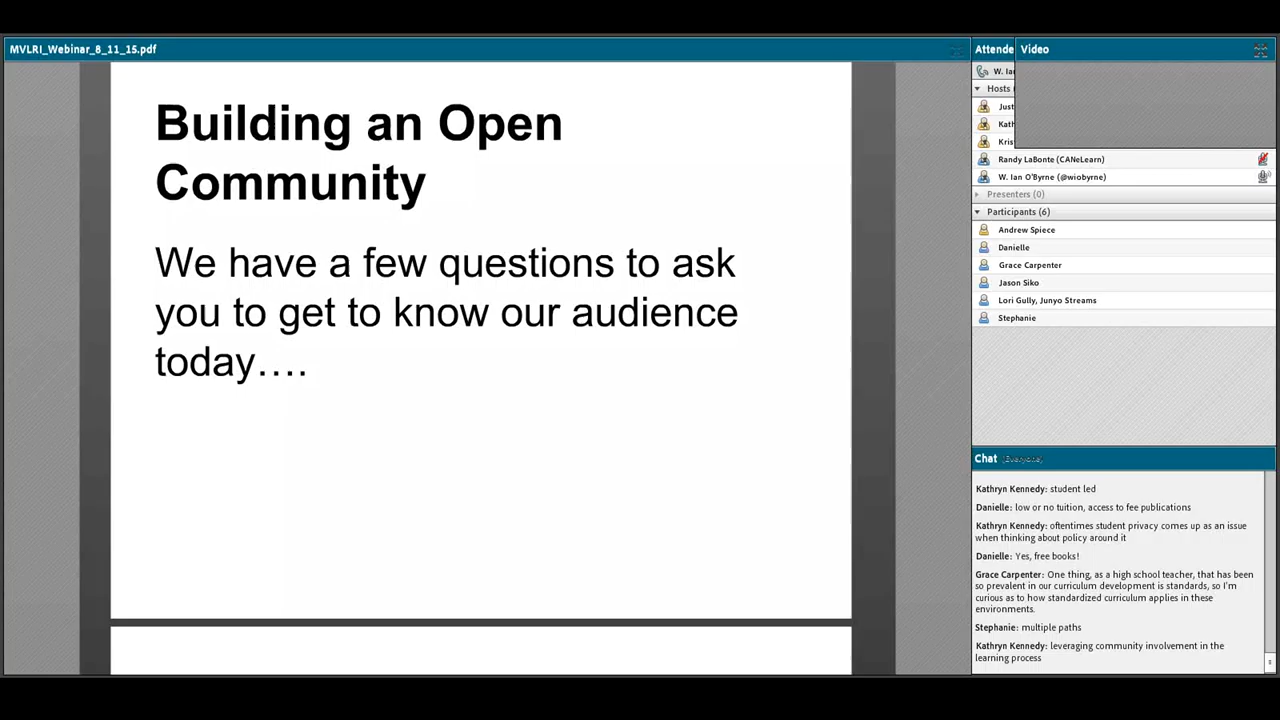 MVLRI_Webinar_8_11_15.pdf
Building an Open
Community
We have a few questions to ask
you to get to know our audience
today….
Attende
Video
W. Ia
Hosts (
Just
Kath
Kris
Randy LaBonte (CANeLearn)
W. Ian O'Byrne (@wiobyrne)
Presenters (0)
Participants (6)
Andrew Spiece
Danielle
Grace Carpenter
Jason Siko
Lori Gully, Junyo Streams
Stephanie
Chat (Everyone)
Kathryn Kennedy: student led
Danielle: low or no tuition, access to fee publications
Kathryn Kennedy: oftentimes student privacy comes up as an issue
when thinking about policy around it
Danielle: Yes, free books!
Grace Carpenter: One thing, as a high school teacher, that has been
so prevalent in our curriculum development is standards, so I'm
curious as to how standardized curriculum applies in these
environments.
Stephanie: multiple paths
Kathryn Kennedy: leveraging community involvement in the
learning process